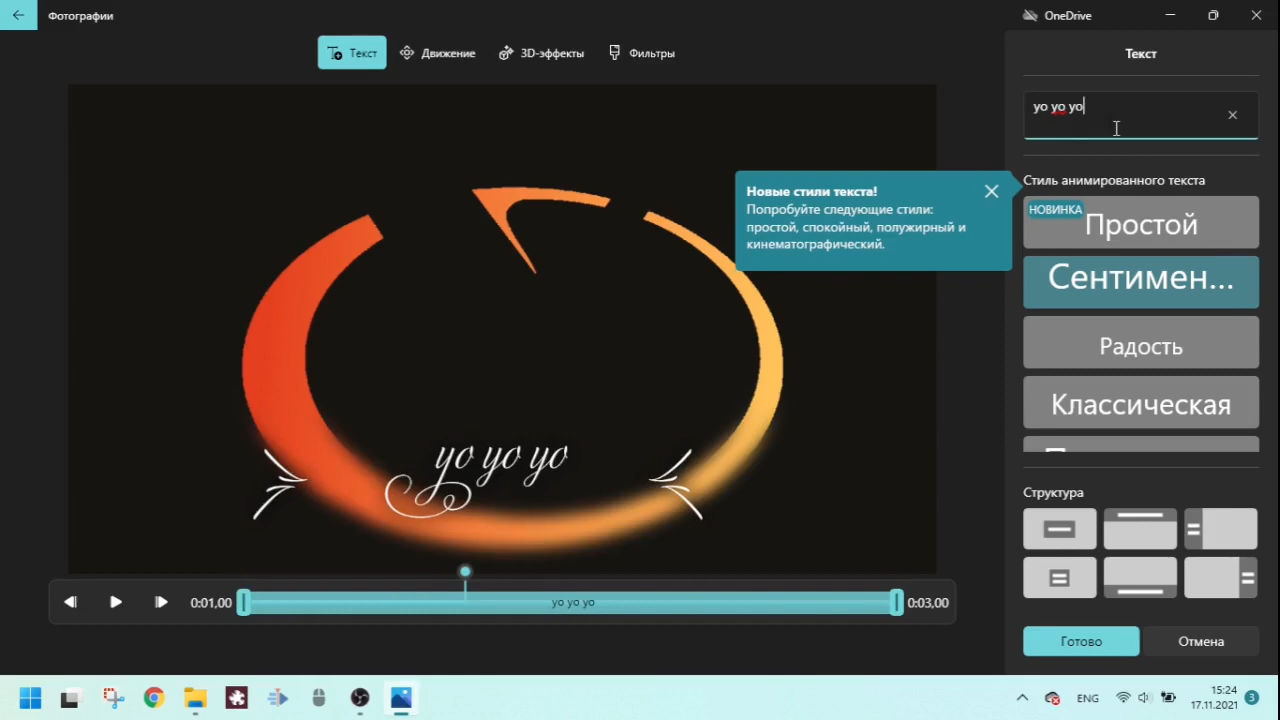 Фотографии
OneDrive
Текст
Движение
3D-эффекты
Фильтры
Текст
yo yo yo
Новые стили текста!
Попробуйте следующие стили:
простой, спокойный, полужирный и
кинематографический.
Стиль анимированного текста
НОВИНКА
Простой
Сентимен...
Радость
Классическая
yo yo yo
Структура
0:01,00
yo yo yo
0:03,00
Готово
Отмена
ENG
15:24
17.11.2021
3